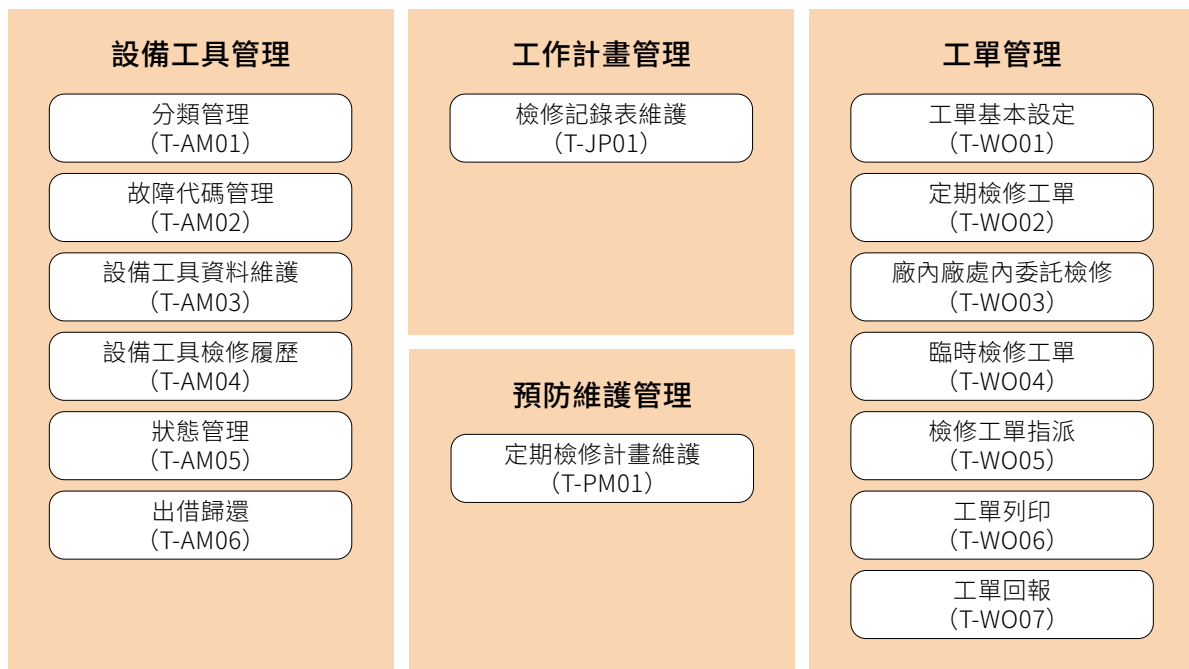 設備工具管理
分類管理
（T-AM01）
故障代碼管理
（T-AM02）
設備工具資料維護
（T-AM03）
設備工具檢修履歷
（T-AM04）
狀態管理
（T-AM05）
出借歸還
（T-AM06）
工作計畫管理
檢修記錄表維護
（T-JP01）
預防維護管理
定期檢修計畫維護
（T-PM01）
工單管理
工單基本設定
（T-WO01）
定期檢修工單
（T-WO02）
廠內廠處內委託檢修
（T-WO03）
臨時檢修工單
（T-WO04）
檢修工單指派
（T-WO05）
工單列印
（T-WO06）
工單回報
（T-WO07）